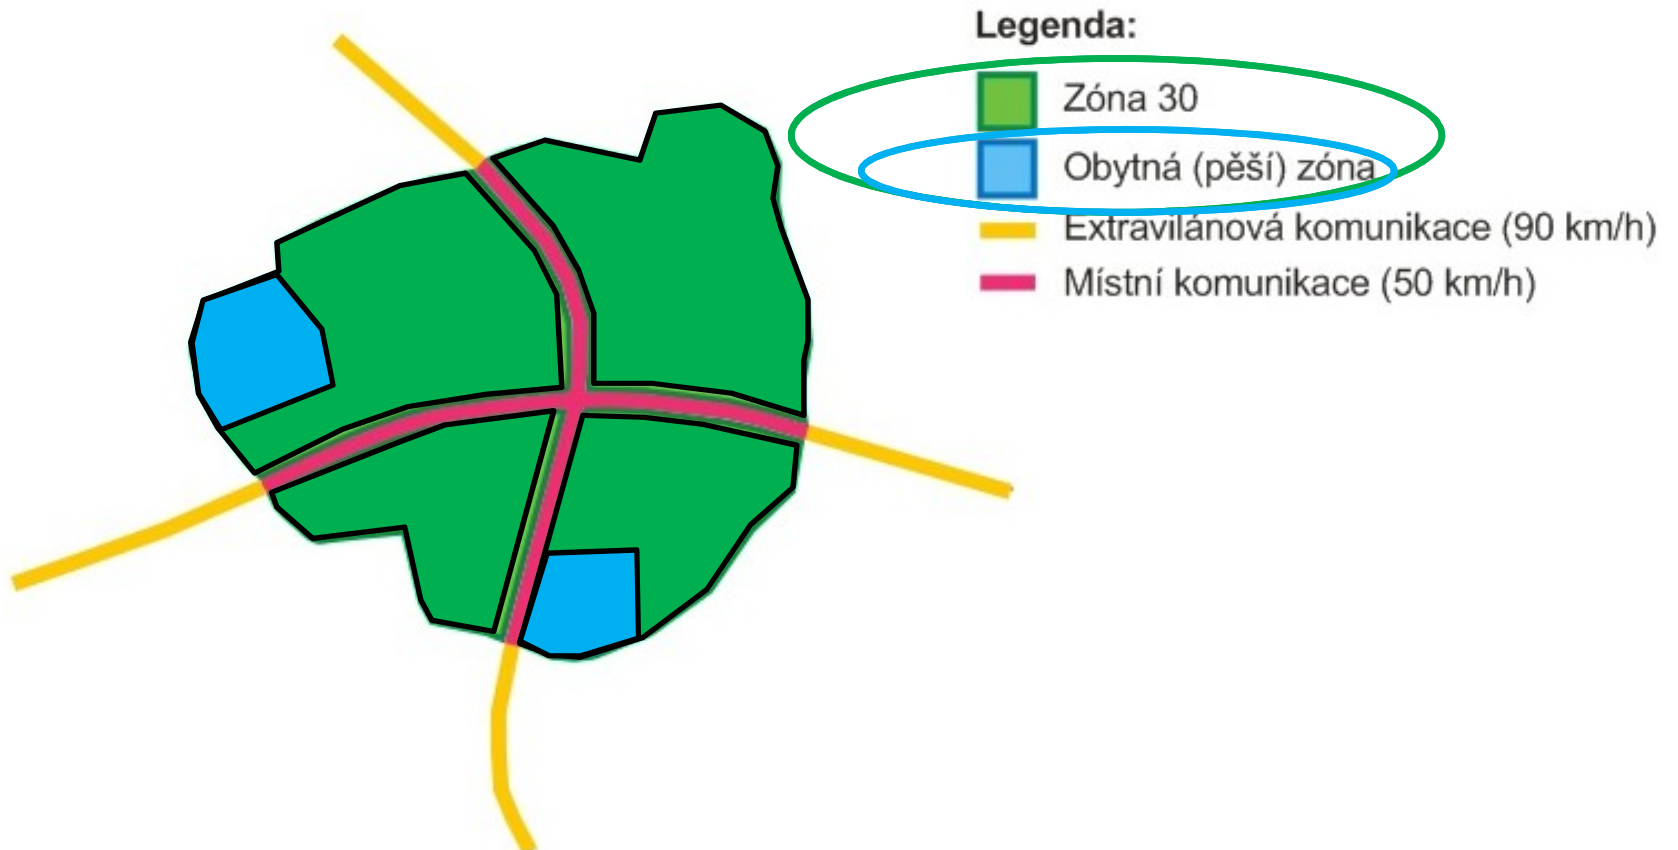 Legenda:
Zóna 30
Obytná (pěší) zóna
Extravilánová komunikace (90 km/h)
Místní komunikace (50 km/h)